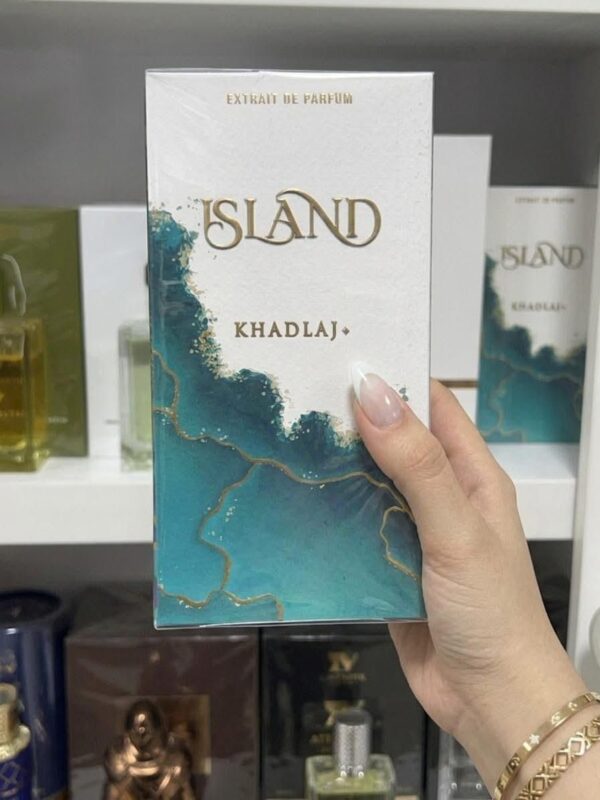 EXTRAIT DE PARFUM
ISLAND
KHADLAJ
EXTRAIT DE PARFUM
ISLAND
KHADLAJ